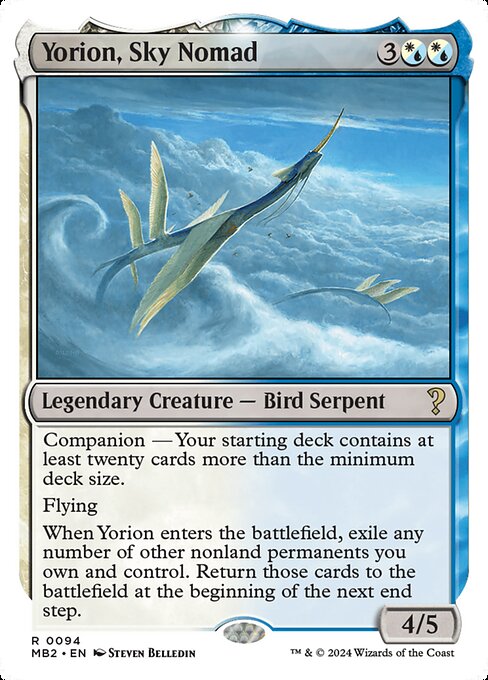 Yorion, Sky Nomad 3
Legendary Creature — Bird Serpent
Companion — Your starting deck contains at
least twenty cards more than the minimum
deck size.
Flying
When Yorion enters the battlefield, exile any
number of other nonland permanents you
own and control. Return those cards to the
battlefield at the beginning of the next end
step.
4/5
R 0094
MB2 • EN Steven Belledin ™ & © 2024 Wizards of the Coast